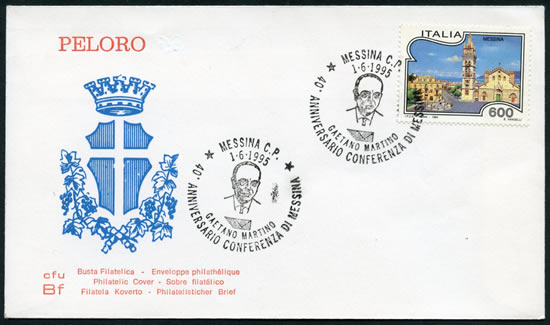 PELORO
ITALIA
MESSINA
600
MESSINA C.P.
1-6-1995
GAETANO MARTINO
40° ANNIVERSARIO CONFERENZA DI MESSINA
MESSINA C.P.
1-6-1995
GAETANO MARTINO
40° ANNIVERSARIO CONFERENZA DI MESSINA
cfu
Bf
Busta Filatelica - Enveloppe philathélique
Philatelic Cover - Sobre filatético
Filatela Koverto - Philatelisticher Brief